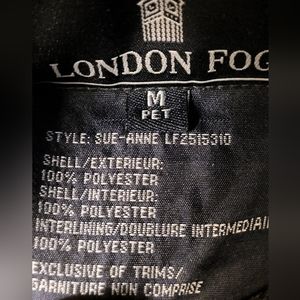 LONDON FOG
M
PET
STYLE: SUE-ANNE LF2515310
SHELL/EXTERIEUR:
100% POLYESTER
SHELL/INTERIEUR:
100% POLYESTER
INTERLINING/DOUBLURE INTERMEDIAI
100% POLYESTER
EXCLUSIVE OF TRIMS/
GARNITURE NON COMPRISE